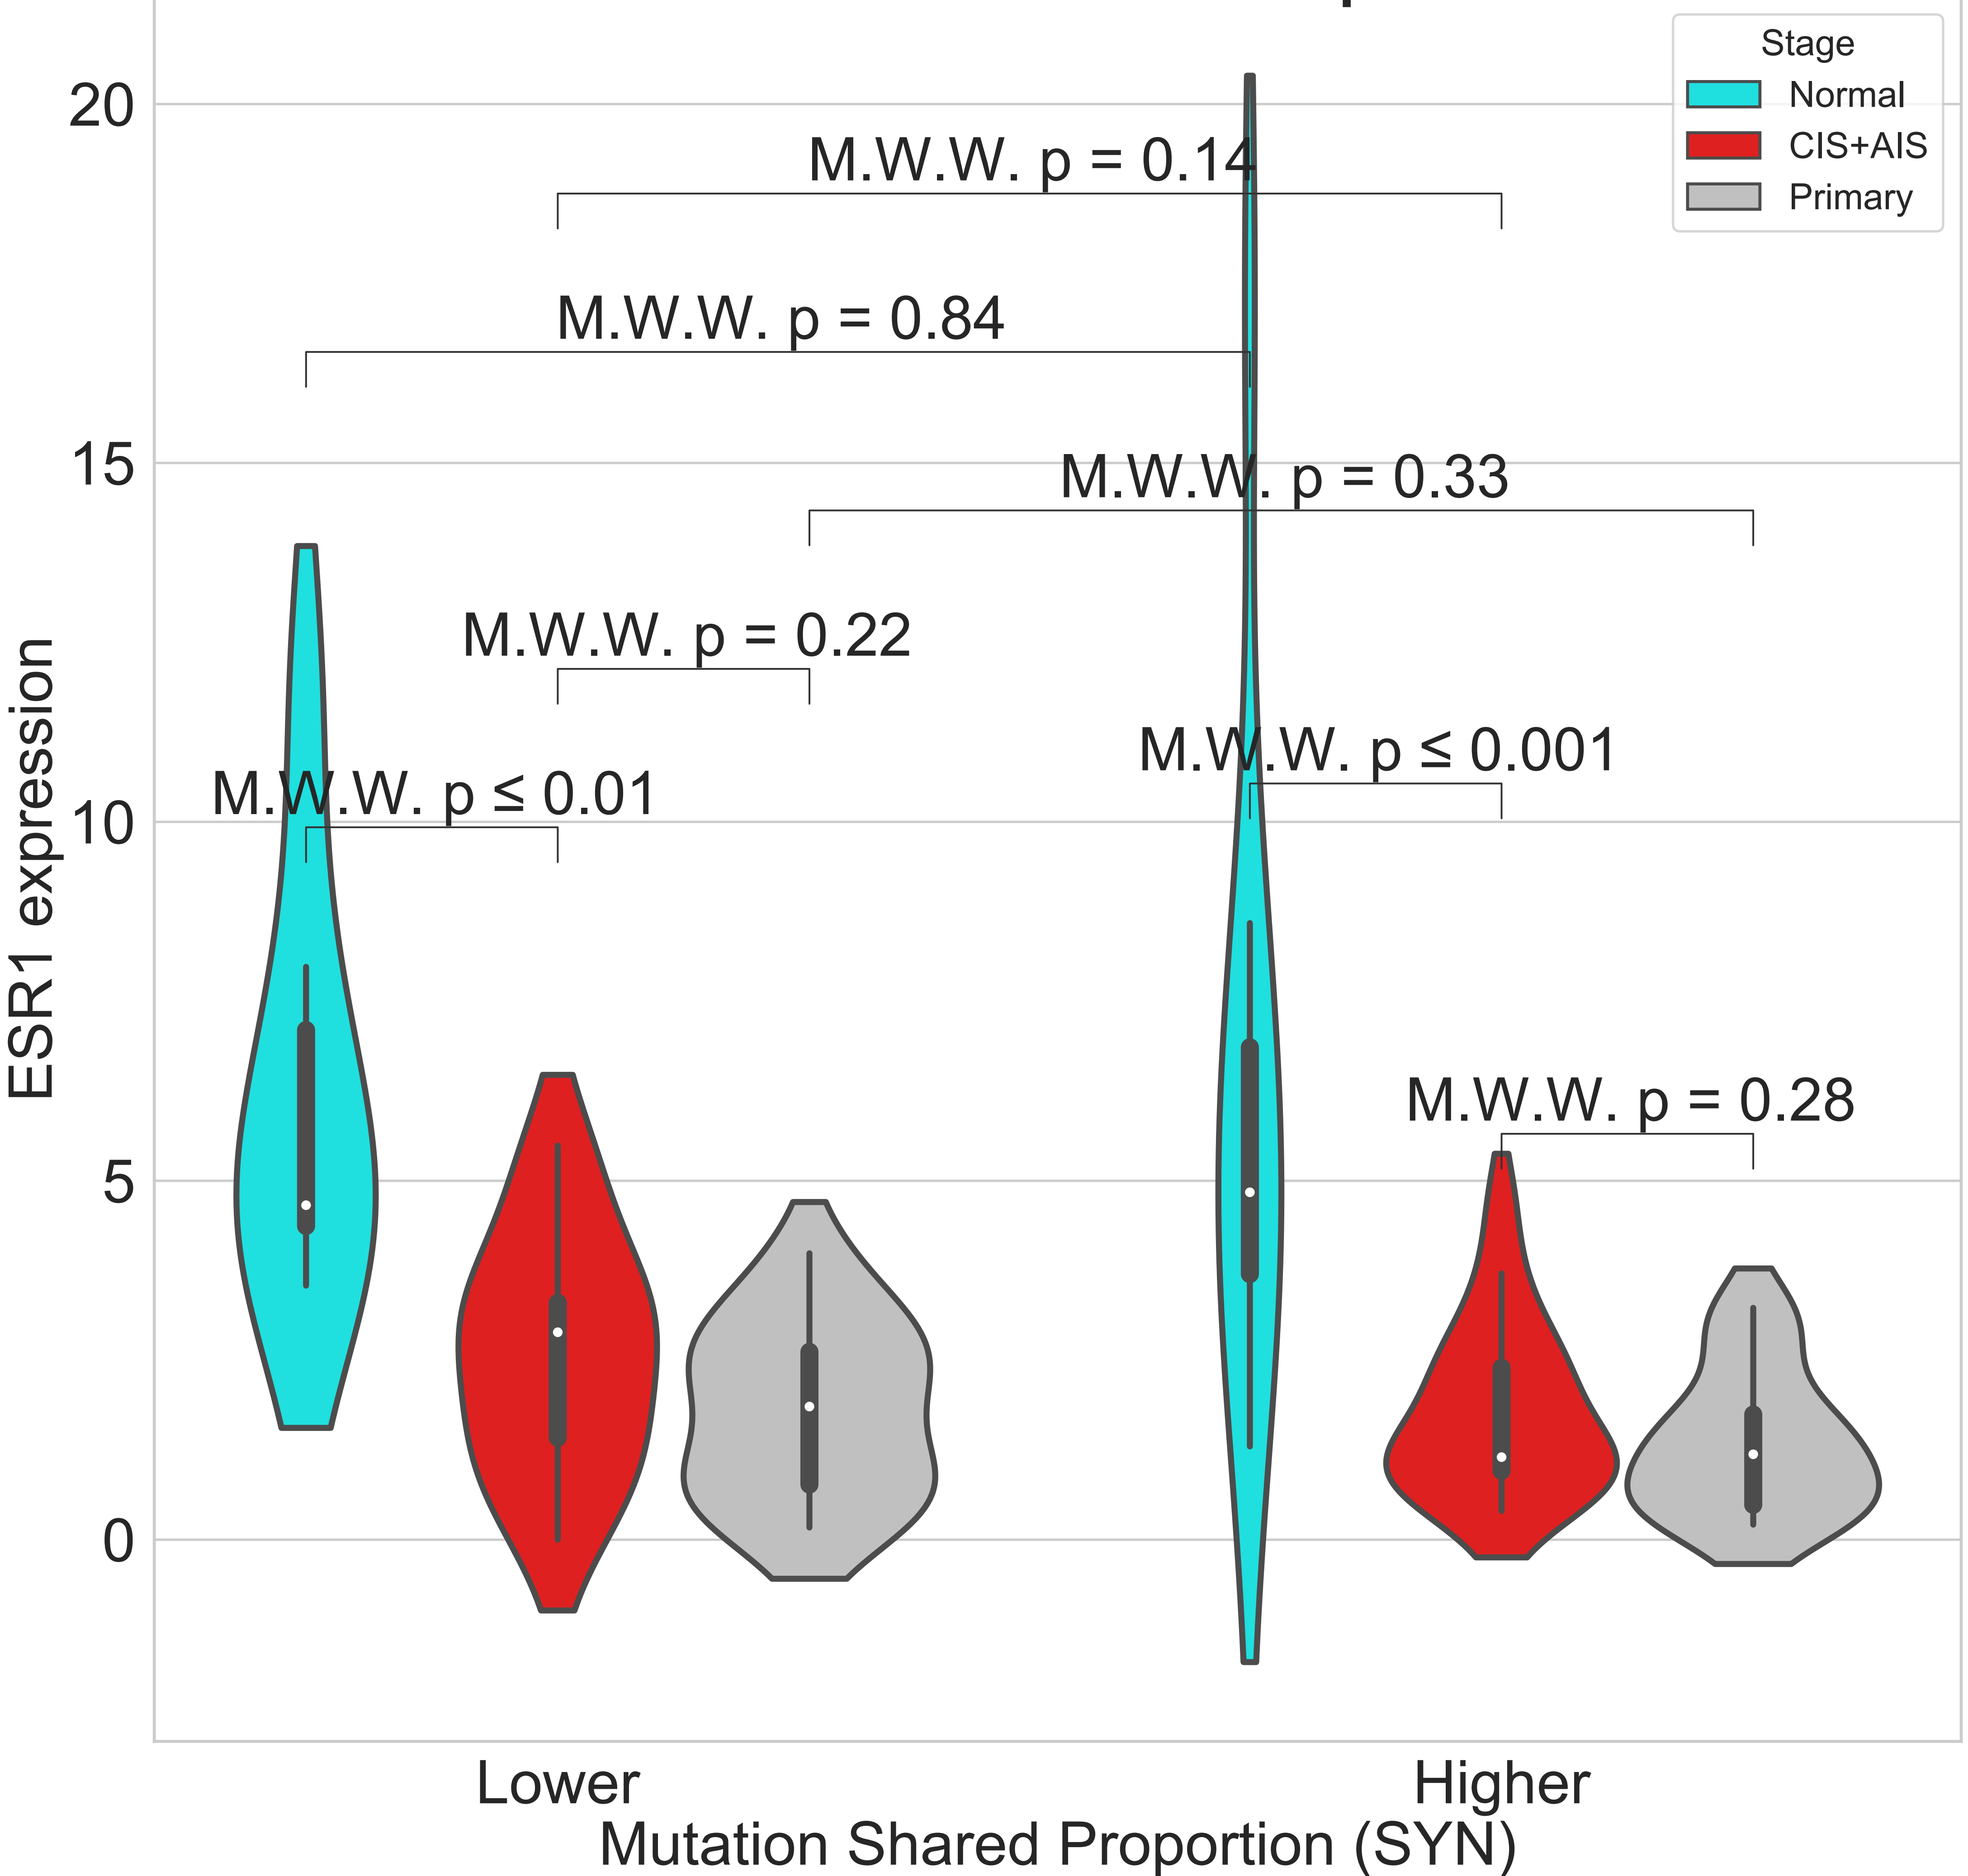 Stage
Normal
CIS+AIS
Primary
20
15
10
5
0
ESR1 expression
M.W.W. p = 0.14
M.W.W. p = 0.84
M.W.W. p = 0.33
M.W.W. p = 0.22
M.W.W. p ≤ 0.001
M.W.W. p ≤ 0.01
M.W.W. p = 0.28
Lower
Higher
Mutation Shared Proportion (SYN)